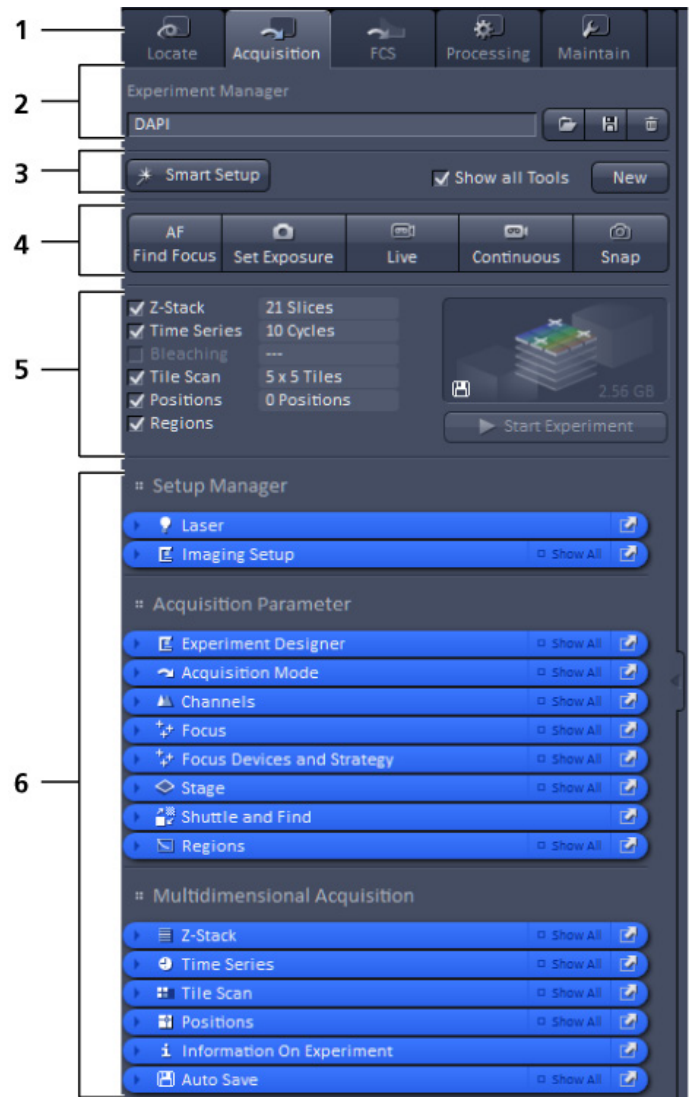 1
Locate Acquisition FCS Processing Maintain
2
Experiment Manager
DAPI
3
Smart Setup Show all Tools New
4
AF
Find Focus Set Exposure Live Continuous Snap
5
Z-Stack 21 Slices
Time Series 10 Cycles
Bleaching ---
Tile Scan 5 x 5 Tiles
Positions 0 Positions
2.56 GB
Regions
Start Experiment
6
Setup Manager
Laser
Imaging Setup Show All
Acquisition Parameter
Experiment Designer Show All
Acquisition Mode Show All
Channels Show All
Focus Show All
Focus Devices and Strategy Show All
Stage Show All
Shuttle and Find
Regions Show All
Multidimensional Acquisition
Z-Stack Show All
Time Series Show All
Tile Scan Show All
Positions Show All
Information On Experiment
Auto Save Show All